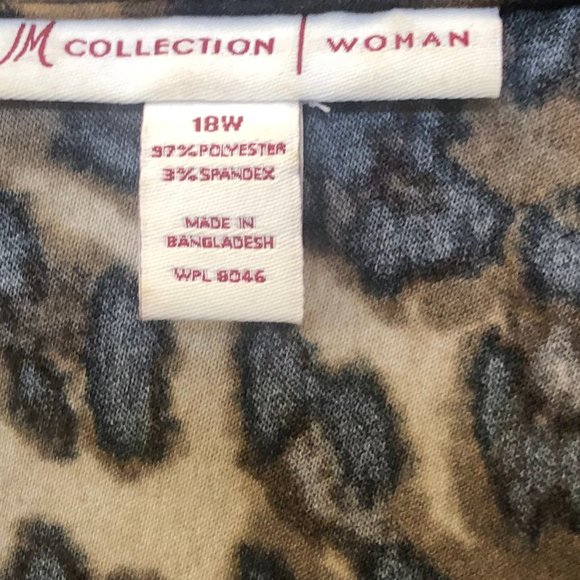 JM COLLECTION | WOMAN
18W
97% POLYESTER
3% SPANDEX
MADE IN
BANGLADESH
WPL 8046